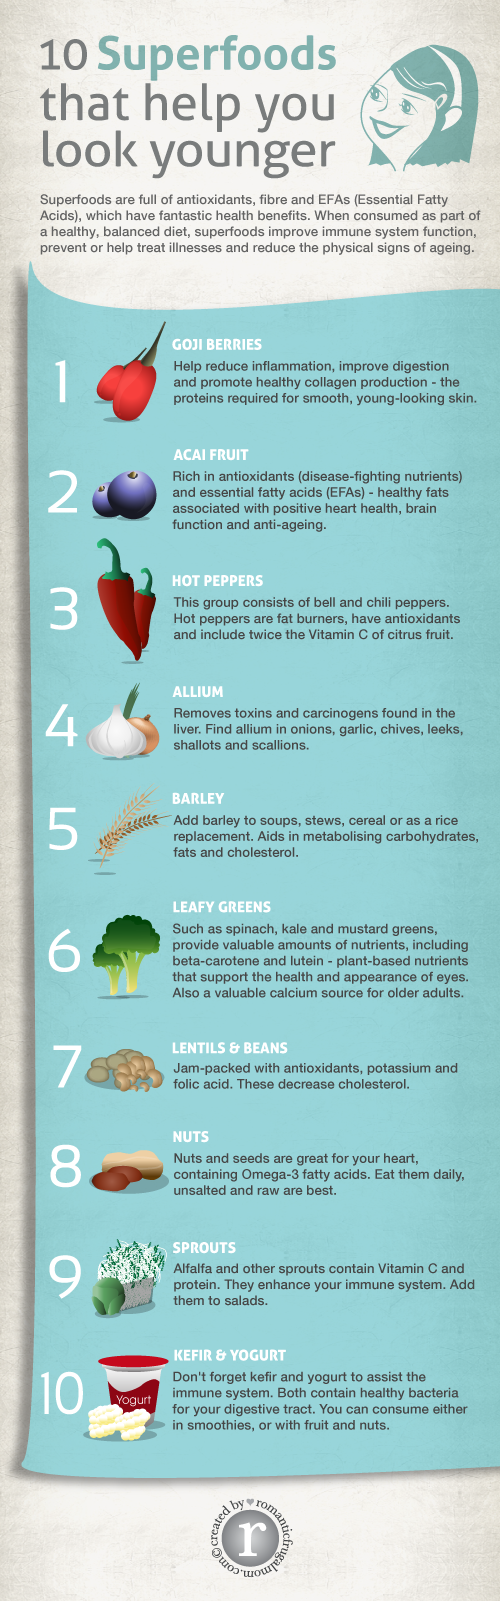 10 Superfoods
that help you
look younger
Superfoods are full of antioxidants, fibre and EFAs (Essential Fatty
Acids), which have fantastic health benefits. When consumed as part of
a healthy, balanced diet, superfoods improve immune system function,
prevent or help treat illnesses and reduce the physical signs of ageing.
1
GOJI BERRIES
Help reduce inflammation, improve digestion
and promote healthy collagen production - the
proteins required for smooth, young-looking skin.
2
ACAI FRUIT
Rich in antioxidants (disease-fighting nutrients)
and essential fatty acids (EFAs) - healthy fats
associated with positive heart health, brain
function and anti-ageing.
3
HOT PEPPERS
This group consists of bell and chili peppers.
Hot peppers are fat burners, have antioxidants
and include twice the Vitamin C of citrus fruit.
4
ALLIUM
Removes toxins and carcinogens found in the
liver. Find allium in onions, garlic, chives, leeks,
shallots and scallions.
5
BARLEY
Add barley to soups, stews, cereal or as a rice
replacement. Aids in metabolising carbohydrates,
fats and cholesterol.
6
LEAFY GREENS
Such as spinach, kale and mustard greens,
provide valuable amounts of nutrients, including
beta-carotene and lutein - plant-based nutrients
that support the health and appearance of eyes.
Also a valuable calcium source for older adults.
7
LENTILS & BEANS
Jam-packed with antioxidants, potassium and
folic acid. These decrease cholesterol.
8
NUTS
Nuts and seeds are great for your heart,
containing Omega-3 fatty acids. Eat them daily,
unsalted and raw are best.
9
SPROUTS
Alfalfa and other sprouts contain Vitamin C and
protein. They enhance your immune system. Add
them to salads.
10
Yogurt
KEFIR & YOGURT
Don't forget kefir and yogurt to assist the
immune system. Both contain healthy bacteria
for your digestive tract. You can consume either
in smoothies, or with fruit and nuts.
©created by ♥ romanticfrugalmom.com
r